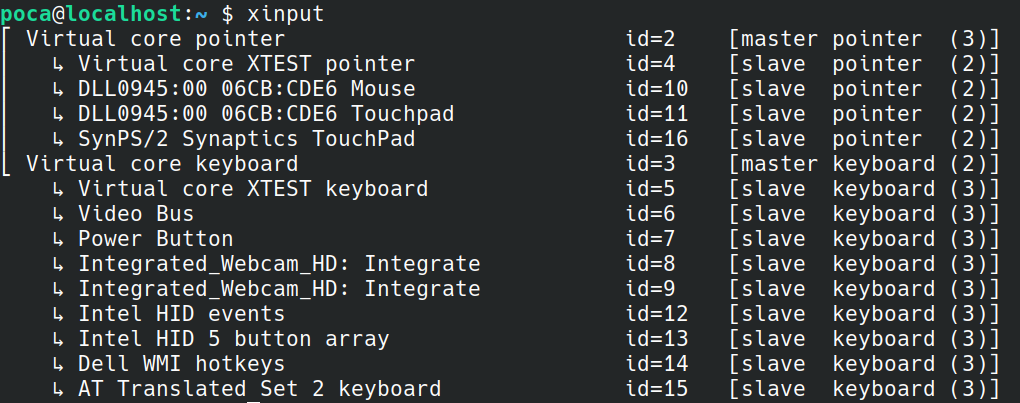 poca@localhost:~ $ xinput
⎡ Virtual core pointer id=2 [master pointer (3)]
⎜ ↳ Virtual core XTEST pointer id=4 [slave pointer (2)]
⎜ ↳ DLL0945:00 06CB:CDE6 Mouse id=10 [slave pointer (2)]
⎜ ↳ DLL0945:00 06CB:CDE6 Touchpad id=11 [slave pointer (2)]
⎜ ↳ SynPS/2 Synaptics TouchPad id=16 [slave pointer (2)]
⎣ Virtual core keyboard id=3 [master keyboard (2)]
↳ Virtual core XTEST keyboard id=5 [slave keyboard (3)]
↳ Video Bus id=6 [slave keyboard (3)]
↳ Power Button id=7 [slave keyboard (3)]
↳ Integrated_Webcam_HD: Integrate id=8 [slave keyboard (3)]
↳ Integrated_Webcam_HD: Integrate id=9 [slave keyboard (3)]
↳ Intel HID events id=12 [slave keyboard (3)]
↳ Intel HID 5 button array id=13 [slave keyboard (3)]
↳ Dell WMI hotkeys id=14 [slave keyboard (3)]
↳ AT Translated Set 2 keyboard id=15 [slave keyboard (3)]